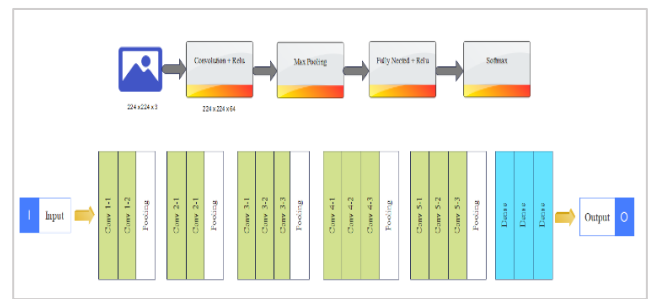 Convolution + Relu
Max Pooling
Fully Nected + Relu
Softmax
224 x 224 x 3
224 x 224 x 64
I
Input
Conv 1-1
Conv 1-2
Pooling
Conv 2-1
Conv 2-1
Pooling
Conv 3-1
Conv 3-2
Conv 3-3
Pooling
Conv 4-1
Conv 4-2
Conv 4-3
Pooling
Conv 5-1
Conv 5-2
Conv 5-3
Pooling
Dense
Dense
Dense
Output
O